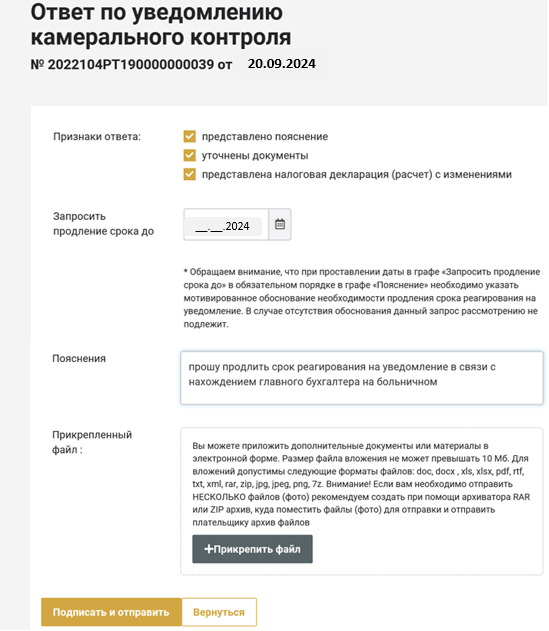 Ответ по уведомлению
камерального контроля
№ 2022104PT190000000039 от 20.09.2024
Признаки ответа:
представлено пояснение
уточнены документы
представлена налоговая декларация (расчет) с изменениями
Запросить
продление срока до
__.__.2024
* Обращаем внимание, что при проставлении даты в графе «Запросить продление
срока до» в обязательном порядке в графе «Пояснение» необходимо указать
мотивированное обоснование необходимости продления срока реагирования на
уведомление. В случае отсутствия обоснования данный запрос рассмотрению не
подлежит.
Пояснения
прошу продлить срок реагирования на уведомление в связи с
нахождением главного бухгалтера на больничном
Прикрепленный
файл :
Вы можете приложить дополнительные документы или материалы в
электронной форме. Размер файла вложения не может превышать 10 Мб. Для
вложений допустимы следующие форматы файлов: doc, docx , xls, xlsx, pdf, rtf,
txt, xml, rar, zip, jpg, jpeg, png, 7z. Внимание! Если вам необходимо отправить
НЕСКОЛЬКО файлов (фото) рекомендуем создать при помощи архиватора RAR
или ZIP архив, куда поместить файлы (фото) для отправки и отправить
плательщику архив файлов
+Прикрепить файл
Подписать и отправить
Вернуться